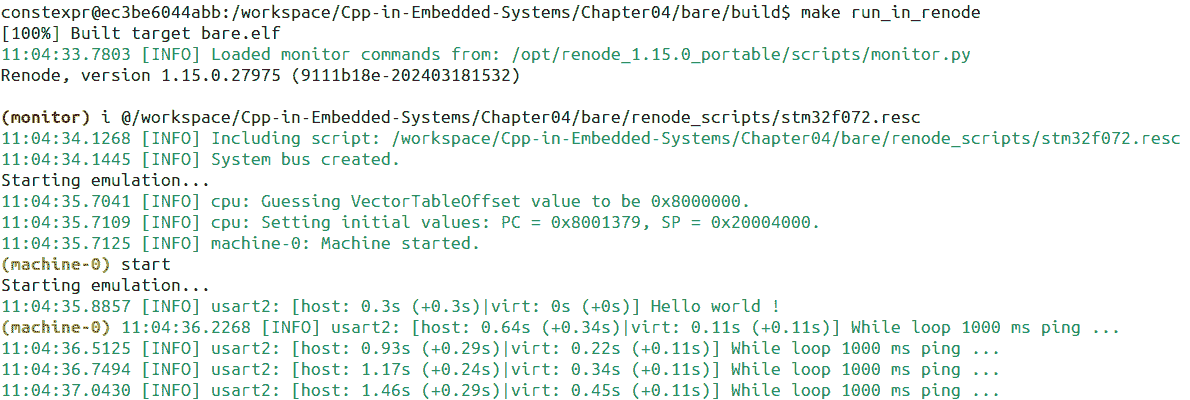 constexpr@ec3be6044abb:/workspace/Cpp-in-Embedded-Systems/Chapter04/bare/build$ make run_in_renode
[100%] Built target bare.elf
11:04:33.7803 [INFO] Loaded monitor commands from: /opt/renode_1.15.0_portable/scripts/monitor.py
Renode, version 1.15.0.27975 (9111b18e-202403181532)
(monitor) i @/workspace/Cpp-in-Embedded-Systems/Chapter04/bare/renode_scripts/stm32f072.resc
11:04:34.1268 [INFO] Including script: /workspace/Cpp-in-Embedded-Systems/Chapter04/bare/renode_scripts/stm32f072.resc
11:04:34.1445 [INFO] System bus created.
Starting emulation...
11:04:35.7041 [INFO] cpu: Guessing VectorTableOffset value to be 0x8000000.
11:04:35.7109 [INFO] cpu: Setting initial values: PC = 0x8001379, SP = 0x20004000.
11:04:35.7125 [INFO] machine-0: Machine started.
(machine-0) start
Starting emulation...
11:04:35.8857 [INFO] usart2: [host: 0.3s (+0.3s)|virt: 0s (+0s)] Hello world !
(machine-0) 11:04:36.2268 [INFO] usart2: [host: 0.64s (+0.34s)|virt: 0.11s (+0.11s)] While loop 1000 ms ping ...
11:04:36.5125 [INFO] usart2: [host: 0.93s (+0.29s)|virt: 0.22s (+0.11s)] While loop 1000 ms ping ...
11:04:36.7494 [INFO] usart2: [host: 1.17s (+0.24s)|virt: 0.34s (+0.11s)] While loop 1000 ms ping ...
11:04:37.0430 [INFO] usart2: [host: 1.46s (+0.29s)|virt: 0.45s (+0.11s)] While loop 1000 ms ping ...